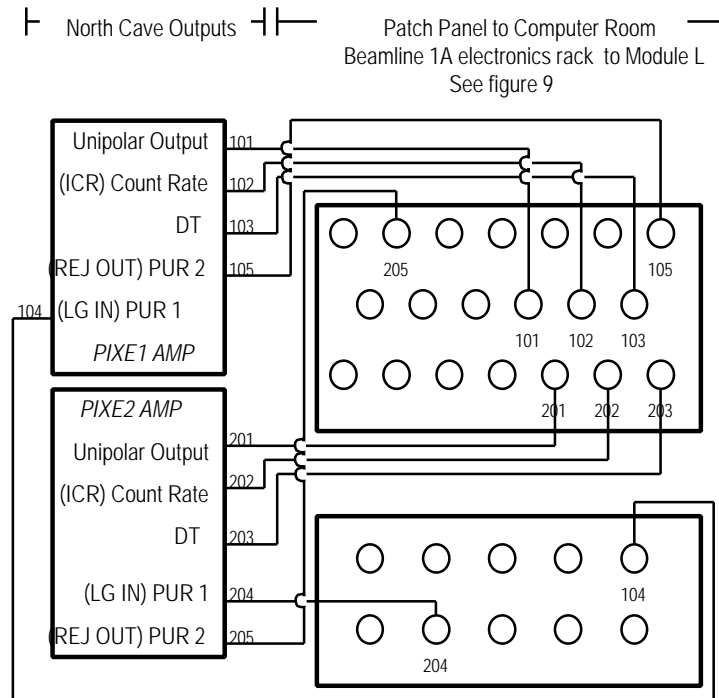 North Cave Outputs
Patch Panel to Computer Room
Beamline 1A electronics rack to Module L
See figure 9
Unipolar Output 101
(ICR) Count Rate 102
DT 103
(REJ OUT) PUR 2 105
104 (LG IN) PUR 1
PIXE1 AMP
205 105
101 102 103
201 202 203
PIXE2 AMP
Unipolar Output 201
(ICR) Count Rate 202
DT 203
(LG IN) PUR 1 204
(REJ OUT) PUR 2 205
104
204